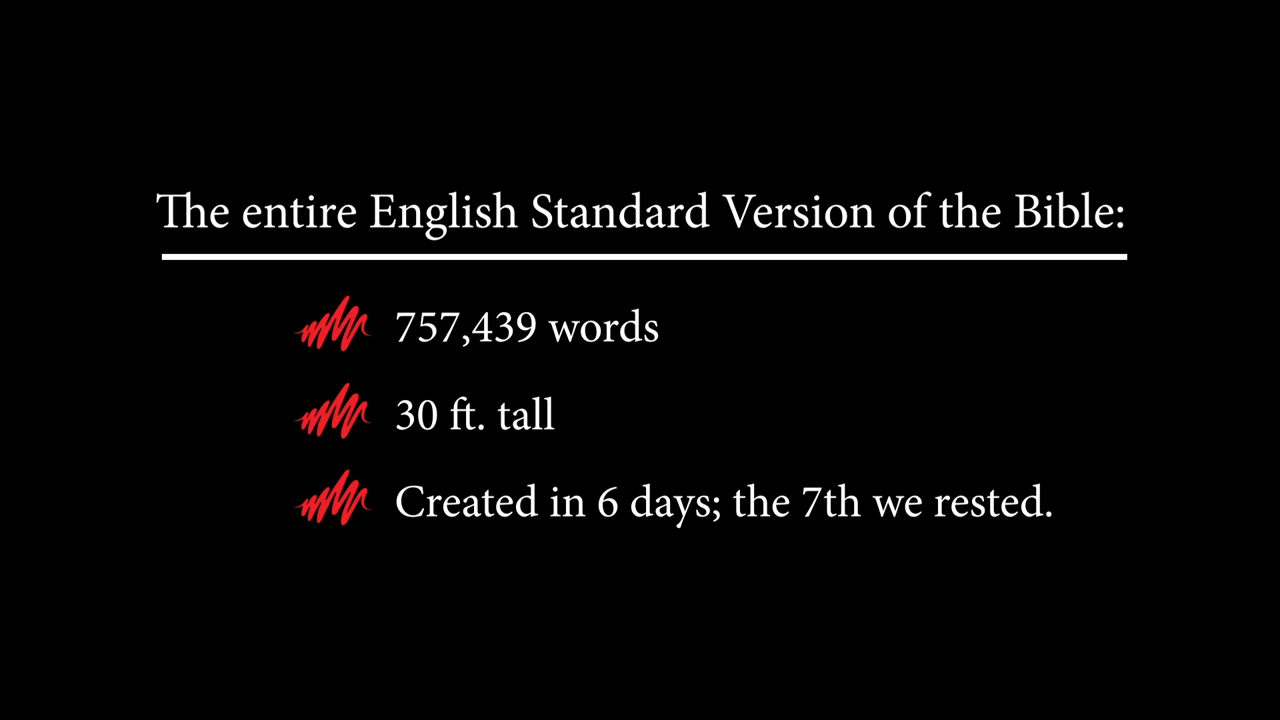 The entire English Standard Version of the Bible:
757,439 words
30 ft. tall
Created in 6 days; the 7th we rested.